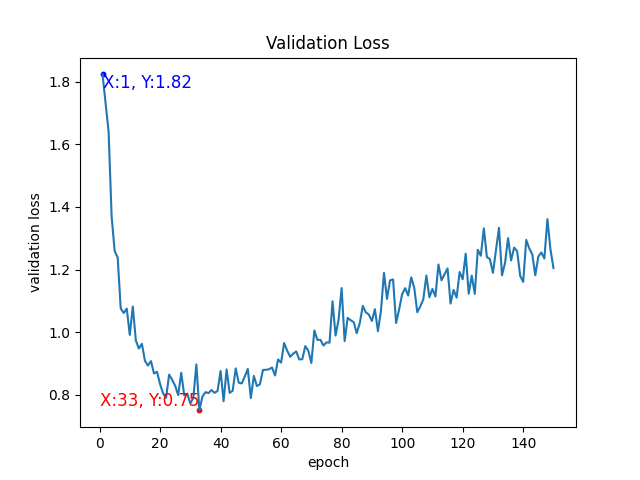 Validation Loss
1.8
X:1, Y:1.82
1.6
1.4
validation loss
1.2
1.0
0.8
X:33, Y:0.75
0 20 40 60 80 100 120 140
epoch